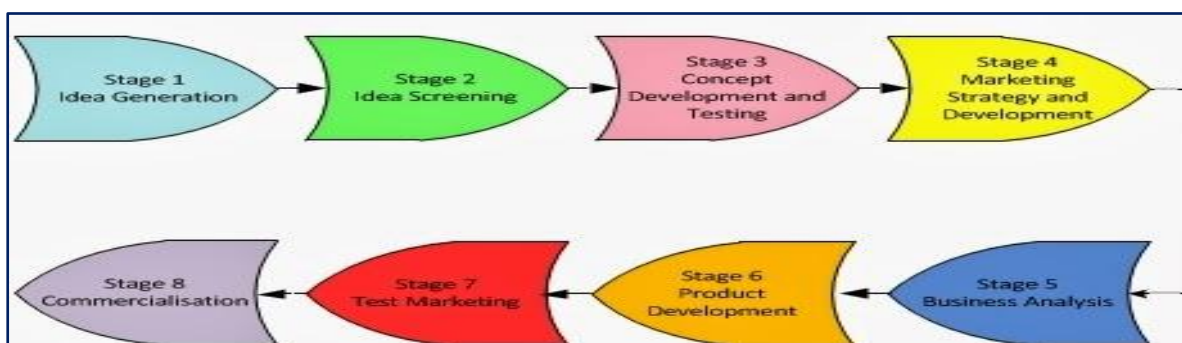 Stage 1
Idea Generation
Stage 2
Idea Screening
Stage 3
Concept
Development and
Testing
Stage 4
Marketing
Strategy and
Development
Stage 5
Business Analysis
Stage 6
Product
Development
Stage 7
Test Marketing
Stage 8
Commercialisation